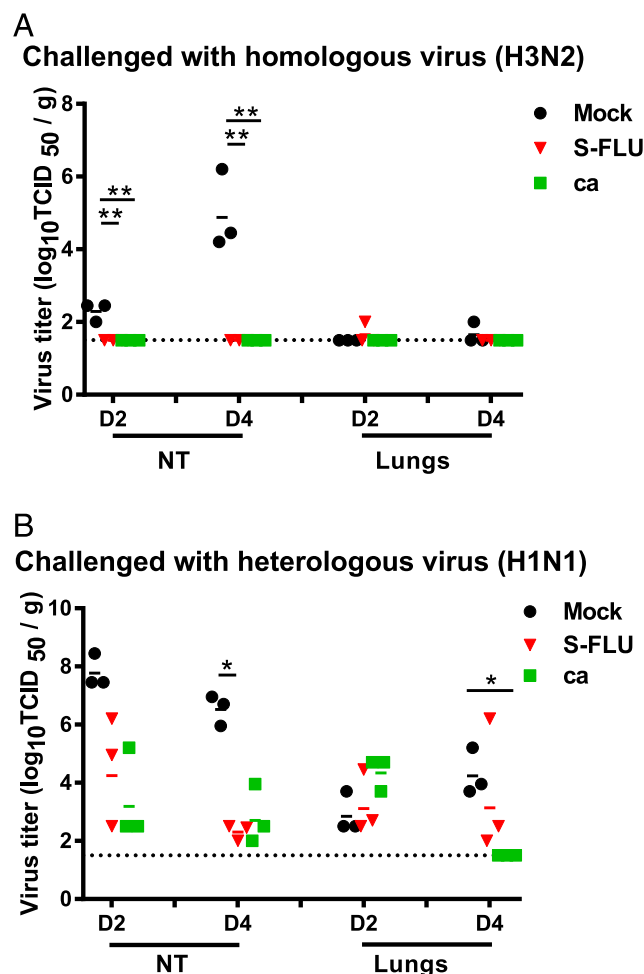 A
Challenged with homologous virus (H3N2)
Virus titer (log10TCID 50 / g)
8
6
4
2
0
** **
** **
Mock
S-FLU
ca
D2 D4 D2 D4
NT Lungs
B
Challenged with heterologous virus (H1N1)
Virus titer (log10TCID 50 / g)
10
8
6
4
2
0
* *
Mock
S-FLU
ca
D2 D4 D2 D4
NT Lungs